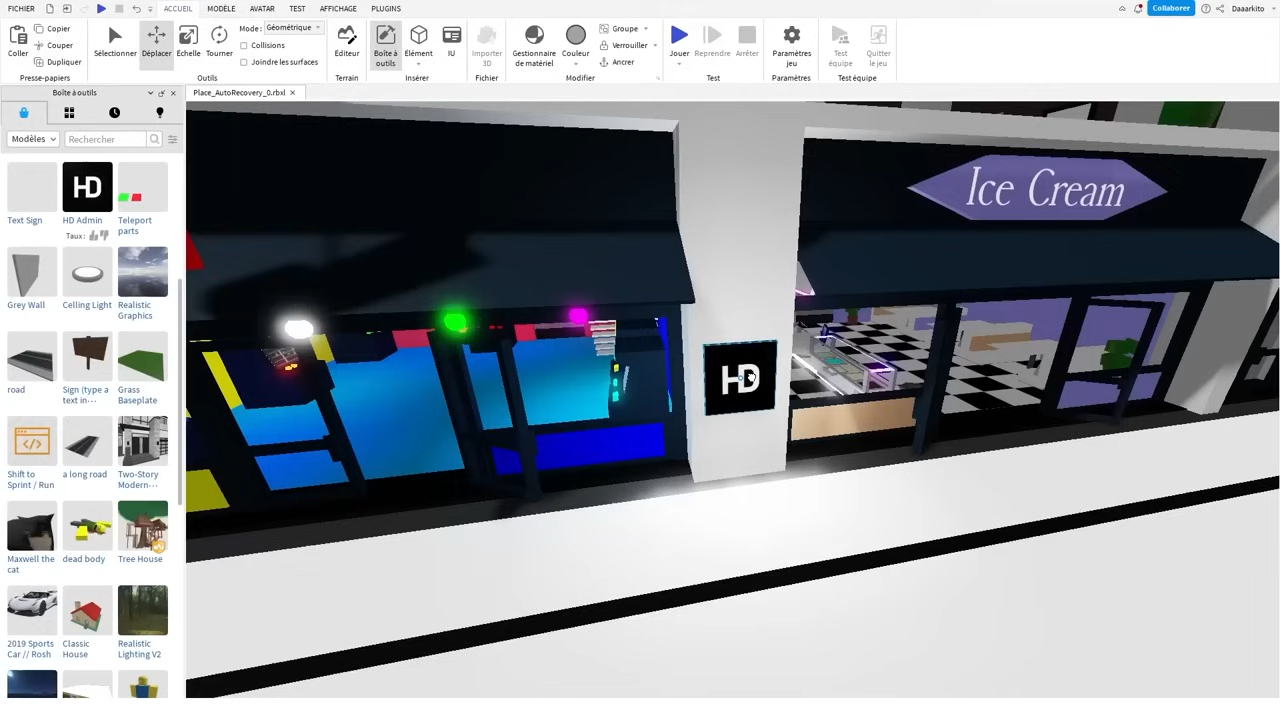 FICHIER ACCUEIL MODÈLE AVATAR TEST AFFICHAGE PLUGINS Collaborer Daaarkito
Copier
Couper
Dupliquer
Coller
Presse-papiers
Sélectionner
Déplacer
Échelle
Tourner
Mode : Géométrique
Collisions
Joindre les surfaces
Outils
Éditeur
Terrain
Boîte à
outils
Élément
IU
Insérer
Importer
3D
Fichier
Gestionnaire
de matériel
Couleur
Groupe
Verrouiller
Ancrer
Modifier
Jouer
Reprendre
Arrêter
Test
Paramètres
jeu
Paramètres
Test
équipe
Quitter
le jeu
Test équipe
Boîte à outils
Place_AutoRecovery_0.rbxl
Modèles Rechercher
HD
Text Sign
HD Admin
Taux :
Teleport
parts
Grey Wall
Celling Light
Realistic
Graphics
road
Sign (type a
text in···
Grass
Baseplate
Shift to
Sprint / Run
a long road
Two-Story
Modern···
Maxwell the
cat
dead body
Tree House
2019 Sports
Car // Rosh
Classic
House
Realistic
Lighting V2
Ice Cream
HD